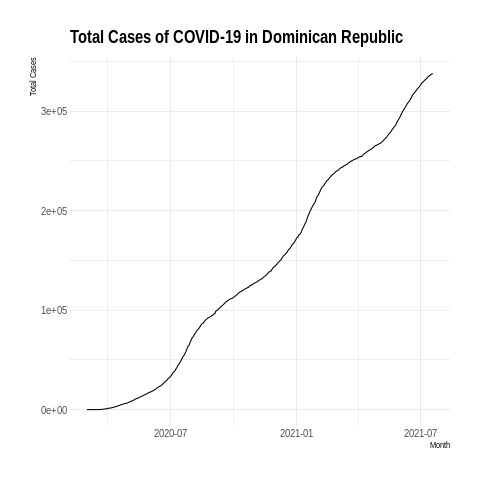 Total Cases of COVID-19 in Dominican Republic
Total Cases
3e+05
2e+05
1e+05
0e+00
2020-07 2021-01 2021-07
Month